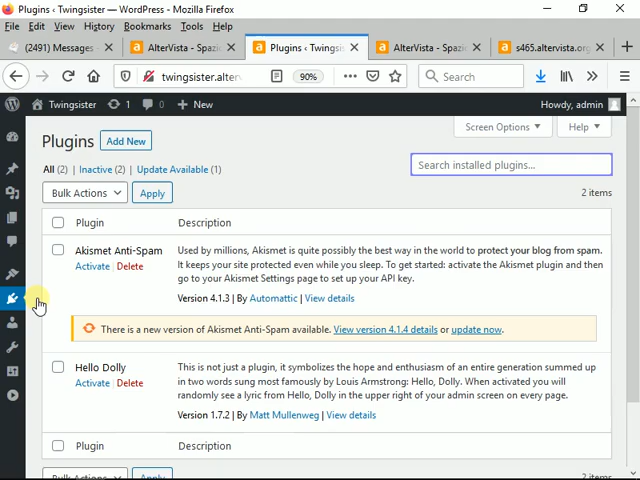 Plugins ‹ Twingsister — WordPress - Mozilla Firefox
File Edit View History Bookmarks Tools Help
(2491) Messages -
AlterVista - Spazio
Plugins ‹ Twingsis
AlterVista - Spazio
s465.altervista.org
twingsister.alter
90%
Search
Twingsister
1
0
New
Howdy, admin
Screen Options
Help
Plugins
Add New
All (2) | Inactive (2) | Update Available (1)
Search installed plugins...
Bulk Actions
Apply
2 items
Plugin
Description
Akismet Anti-Spam
Activate | Delete
Used by millions, Akismet is quite possibly the best way in the world to protect your blog from spam.
It keeps your site protected even while you sleep. To get started: activate the Akismet plugin and then
go to your Akismet Settings page to set up your API key.
Version 4.1.3 | By Automattic | View details
There is a new version of Akismet Anti-Spam available. View version 4.1.4 details or update now.
Hello Dolly
Activate | Delete
This is not just a plugin, it symbolizes the hope and enthusiasm of an entire generation summed up
in two words sung most famously by Louis Armstrong: Hello, Dolly. When activated you will
randomly see a lyric from Hello, Dolly in the upper right of your admin screen on every page.
Version 1.7.2 | By Matt Mullenweg | View details
Plugin
Description
Bulk Actions
Apply
2 items